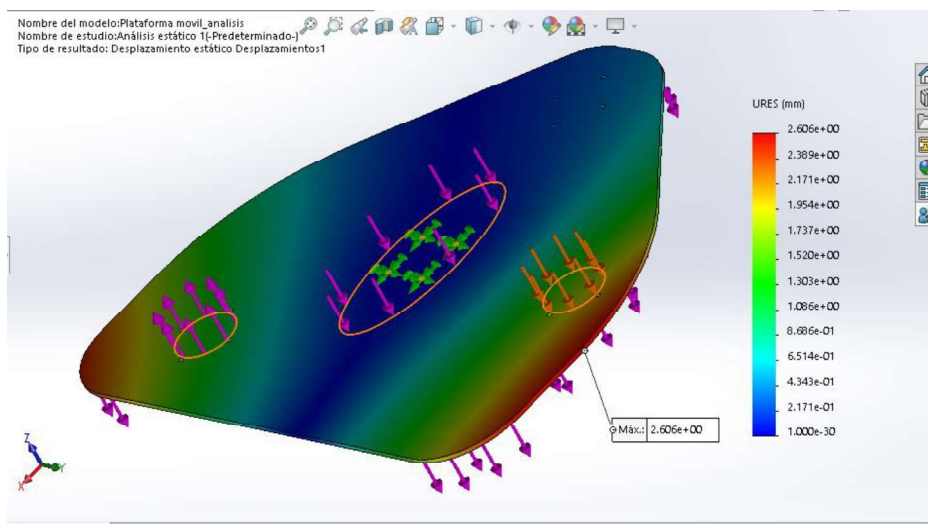 Nombre del modelo:Plataforma movil_analisis
Nombre de estudio:Análisis estático 1(-Predeterminado-)
Tipo de resultado: Desplazamiento estático Desplazamientos1
URES (mm)
2.606e+00
2.389e+00
2.171e+00
1.954e+00
1.737e+00
1.520e+00
1.303e+00
1.086e+00
8.686e-01
6.514e-01
4.343e-01
2.171e-01
1.000e-30
Máx.: 2.606e+00
Z
Y
X